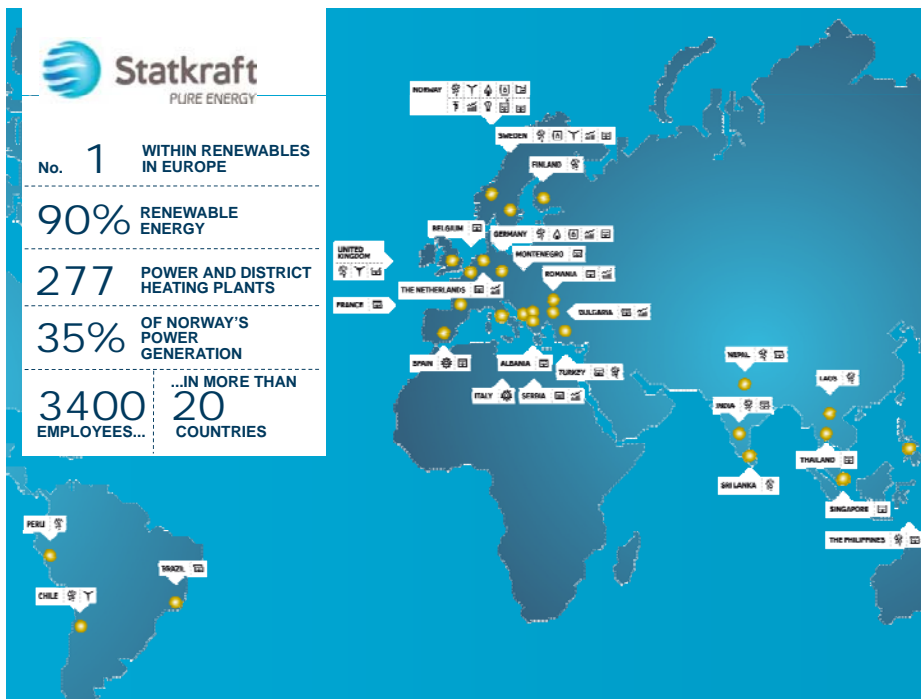 Statkraft
PURE ENERGY
No. 1 WITHIN RENEWABLES
IN EUROPE
90% RENEWABLE
ENERGY
277 POWER AND DISTRICT
HEATING PLANTS
35% OF NORWAY'S
POWER
GENERATION
3400
EMPLOYEES...
...IN MORE THAN
20
COUNTRIES
NORWAY
SWEDEN
FINLAND
BELGIUM
GERMANY
UNITED
KINGDOM
MONTENEGRO
ROMANIA
THE NETHERLANDS
FRANCE
BULGARIA
SPAIN
ALBANIA
TURKEY
ITALY
SERBIA
NEPAL
LAOS
INDIA
THAILAND
SRI LANKA
SINGAPORE
THE PHILIPPINES
PERU
BRAZIL
CHILE